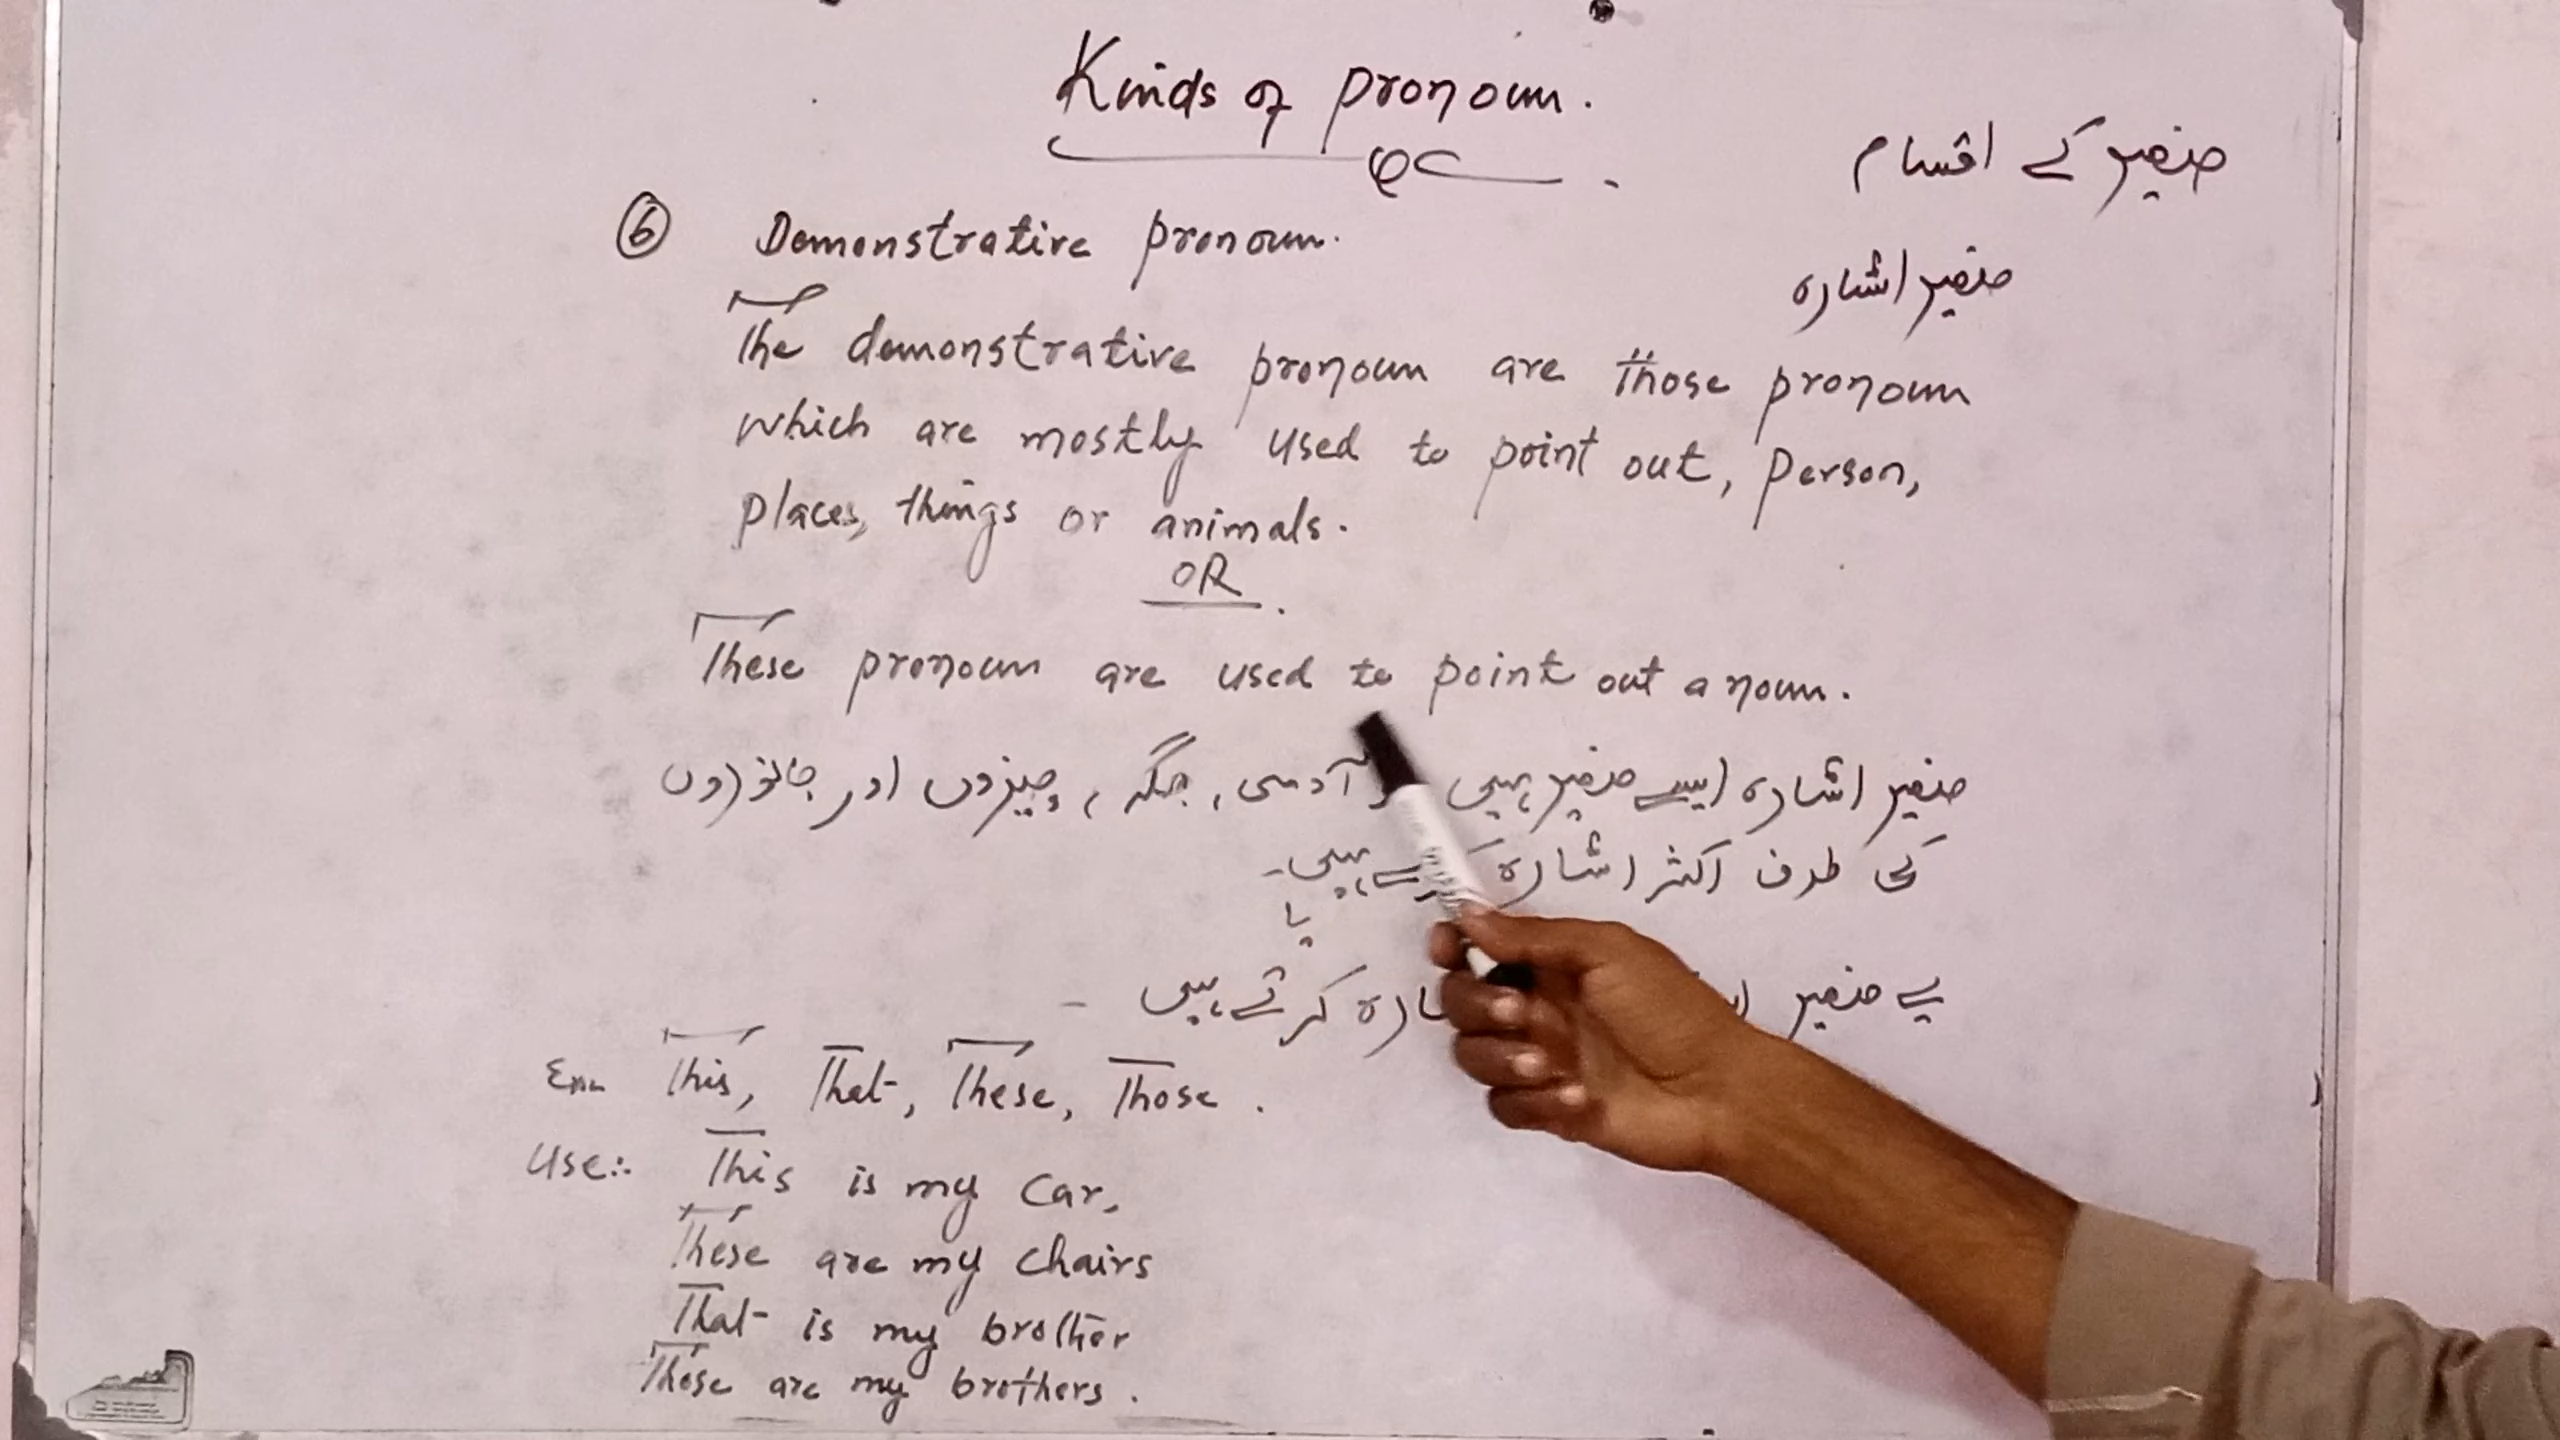 Kinds of pronoun.
ضمیر کے اقسام
⑥ Demonstrative pronoun.
ضمیر اشارہ
The demonstrative pronoun are those pronoun
which are mostly used to point out, person,
places, things or animals.
OR
These pronoun are used to point out a noun.
ضمیر اشارہ ایسے ضمیر ہیں آدمی، جگہ، چیزوں اور جانوروں
کی طرف اکثر اشارہ کرتے ہیں۔
یا
یے ضمیر اشارہ کرتے ہیں -
Exa This, That, These, Those.
Use:. This is my Car,
These are my chairs
That is my brother
Those are my brothers.